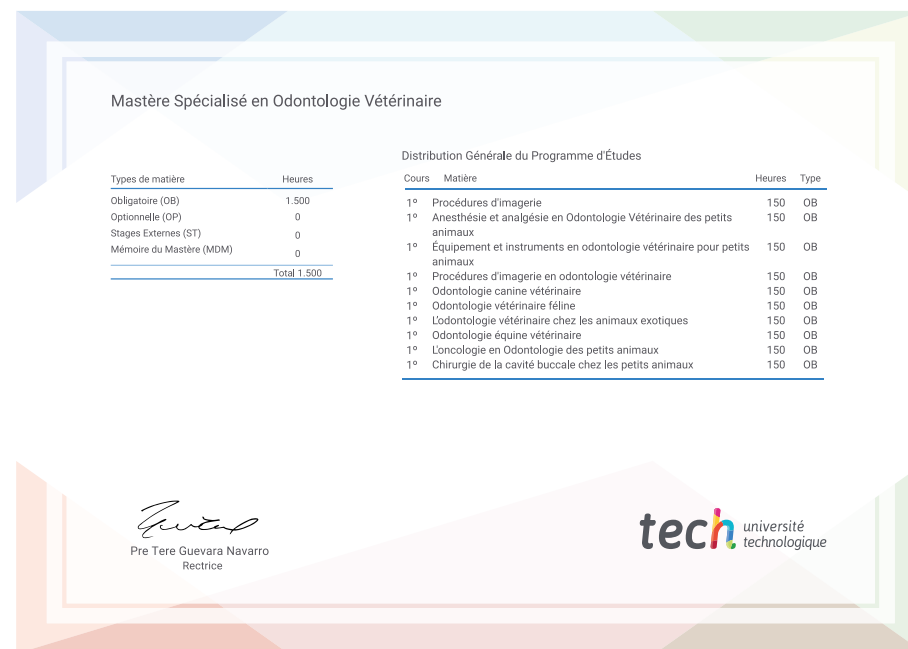 Mastère Spécialisé en Odontologie Vétérinaire
Types de matière Heures
Obligatoire (OB) 1.500
Optionnelle (OP) 0
Stages Externes (ST) 0
Mémoire du Mastère (MDM) 0
Total 1.500
Distribution Générale du Programme d'Études
Cours Matière Heures Type
1º Procédures d'imagerie 150 OB
1º Anesthésie et analgésie en Odontologie Vétérinaire des petits 150 OB
animaux
1º Équipement et instruments en odontologie vétérinaire pour petits 150 OB
animaux
1º Procédures d'imagerie en odontologie vétérinaire 150 OB
1º Odontologie canine vétérinaire 150 OB
1º Odontologie vétérinaire féline 150 OB
1º L'odontologie vétérinaire chez les animaux exotiques 150 OB
1º Odontologie équine vétérinaire 150 OB
1º L'oncologie en Odontologie des petits animaux 150 OB
1º Chirurgie de la cavité buccale chez les petits animaux 150 OB
Pre Tere Guevara Navarro
Rectrice
tech université
technologique